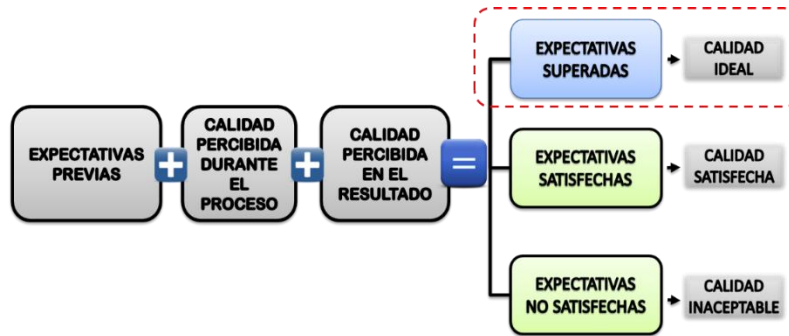 EXPECTATIVAS
PREVIAS
+
CALIDAD
PERCIBIDA
DURANTE
EL
PROCESO
+
CALIDAD
PERCIBIDA
EN EL
RESULTADO
=
EXPECTATIVAS
SUPERADAS
CALIDAD
IDEAL
EXPECTATIVAS
SATISFECHAS
CALIDAD
SATISFECHA
EXPECTATIVAS
NO SATISFECHAS
CALIDAD
INACEPTABLE